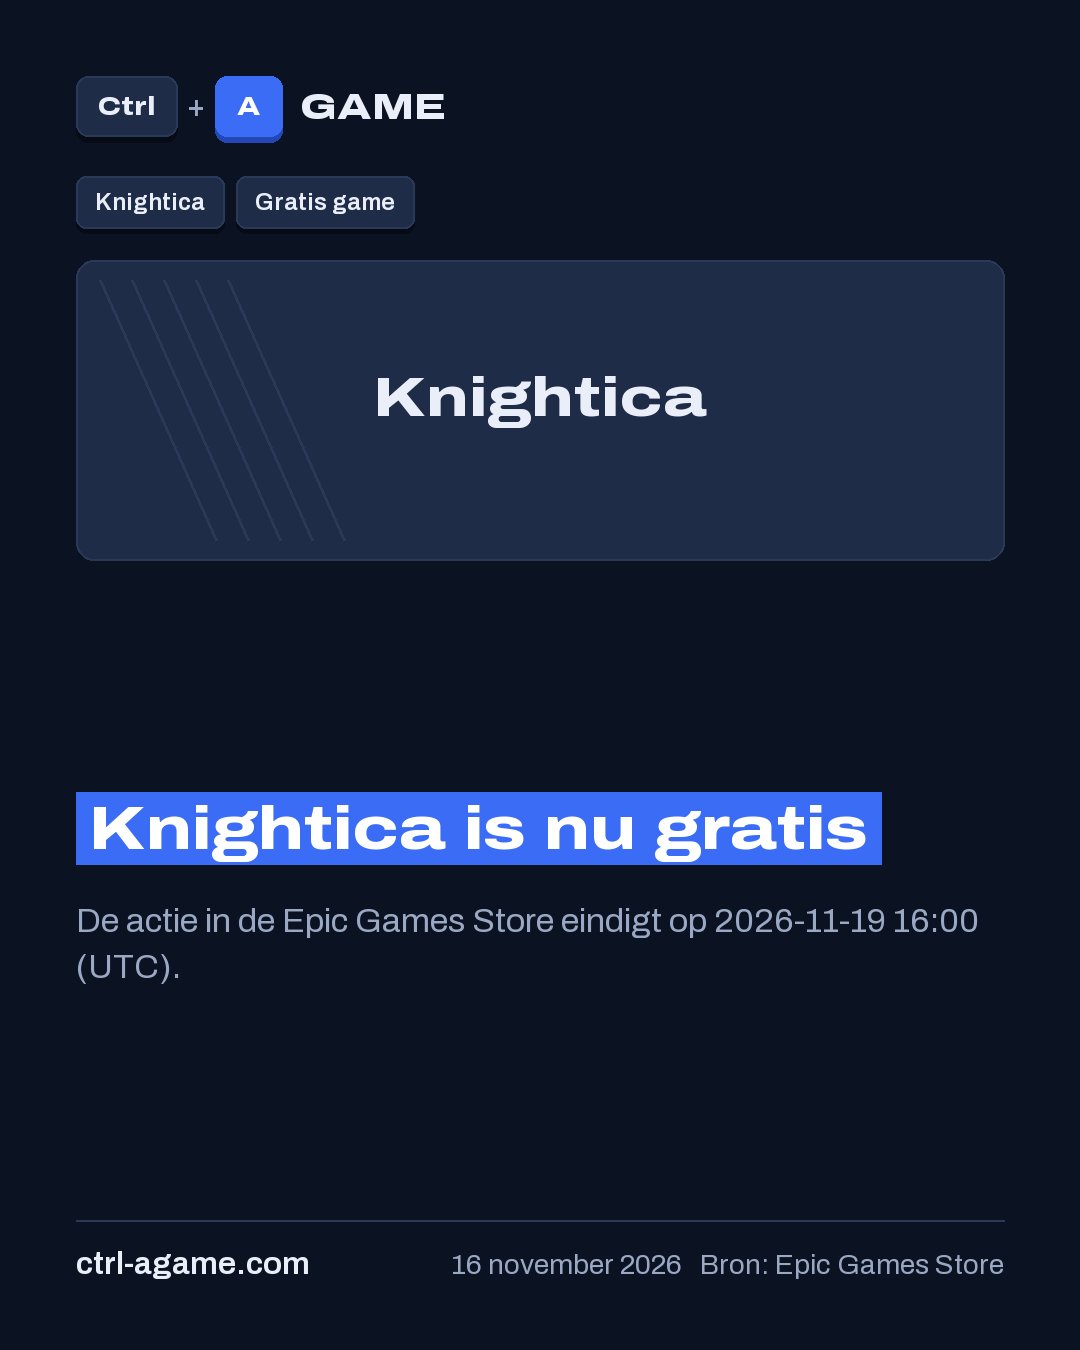 Ctrl + A GAME
Knightica Gratis game
Knightica
Knightica is nu gratis
De actie in de Epic Games Store eindigt op 2026-11-19 16:00
(UTC).
ctrl-agame.com 16 november 2026 Bron: Epic Games Store